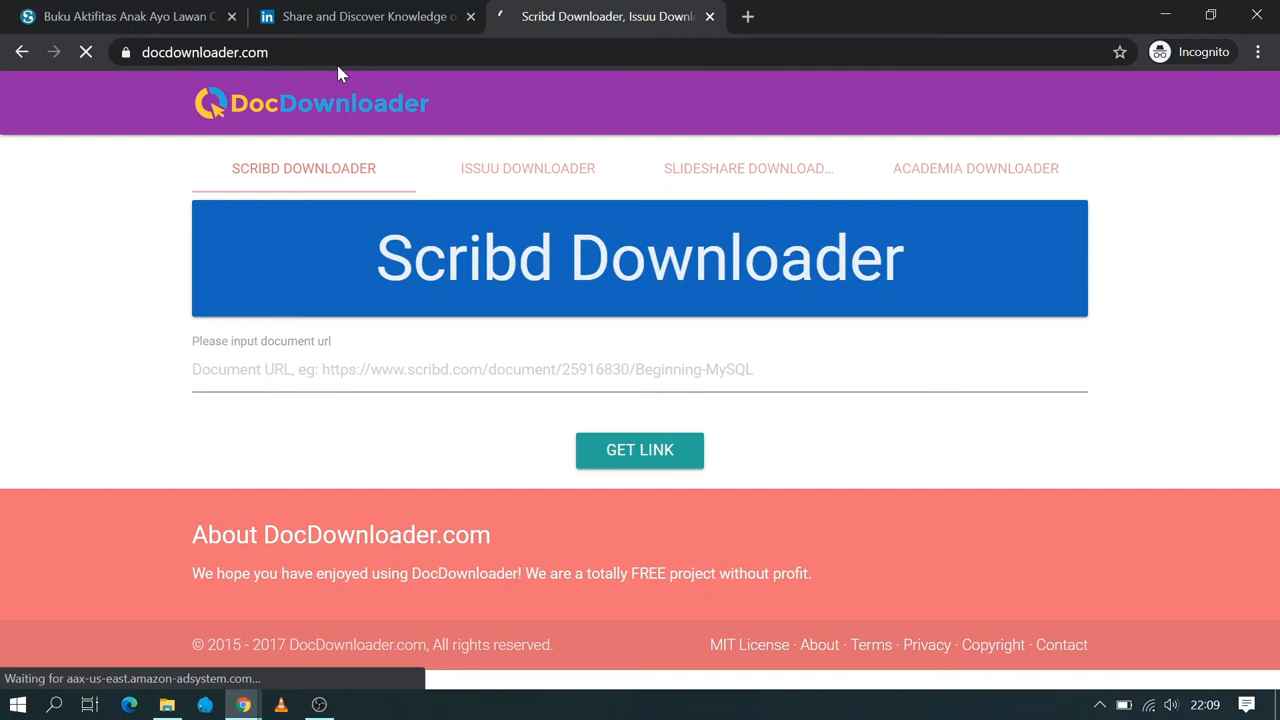 Buku Aktifitas Anak Ayo Lawan C
Share and Discover Knowledge o
Scribd Downloader, Issuu Downl
docdownloader.com
Incognito
DocDownloader
SCRIBD DOWNLOADER
ISSUU DOWNLOADER
SLIDESHARE DOWNLOAD...
ACADEMIA DOWNLOADER
Scribd Downloader
Please input document url
Document URL, eg: https://www.scribd.com/document/25916830/Beginning-MySQL
GET LINK
About DocDownloader.com
We hope you have enjoyed using DocDownloader! We are a totally FREE project without profit.
© 2015 - 2017 DocDownloader.com, All rights reserved.
MIT License · About · Terms · Privacy · Copyright · Contact
Waiting for aax-us-east.amazon-adsystem.com...
22:09